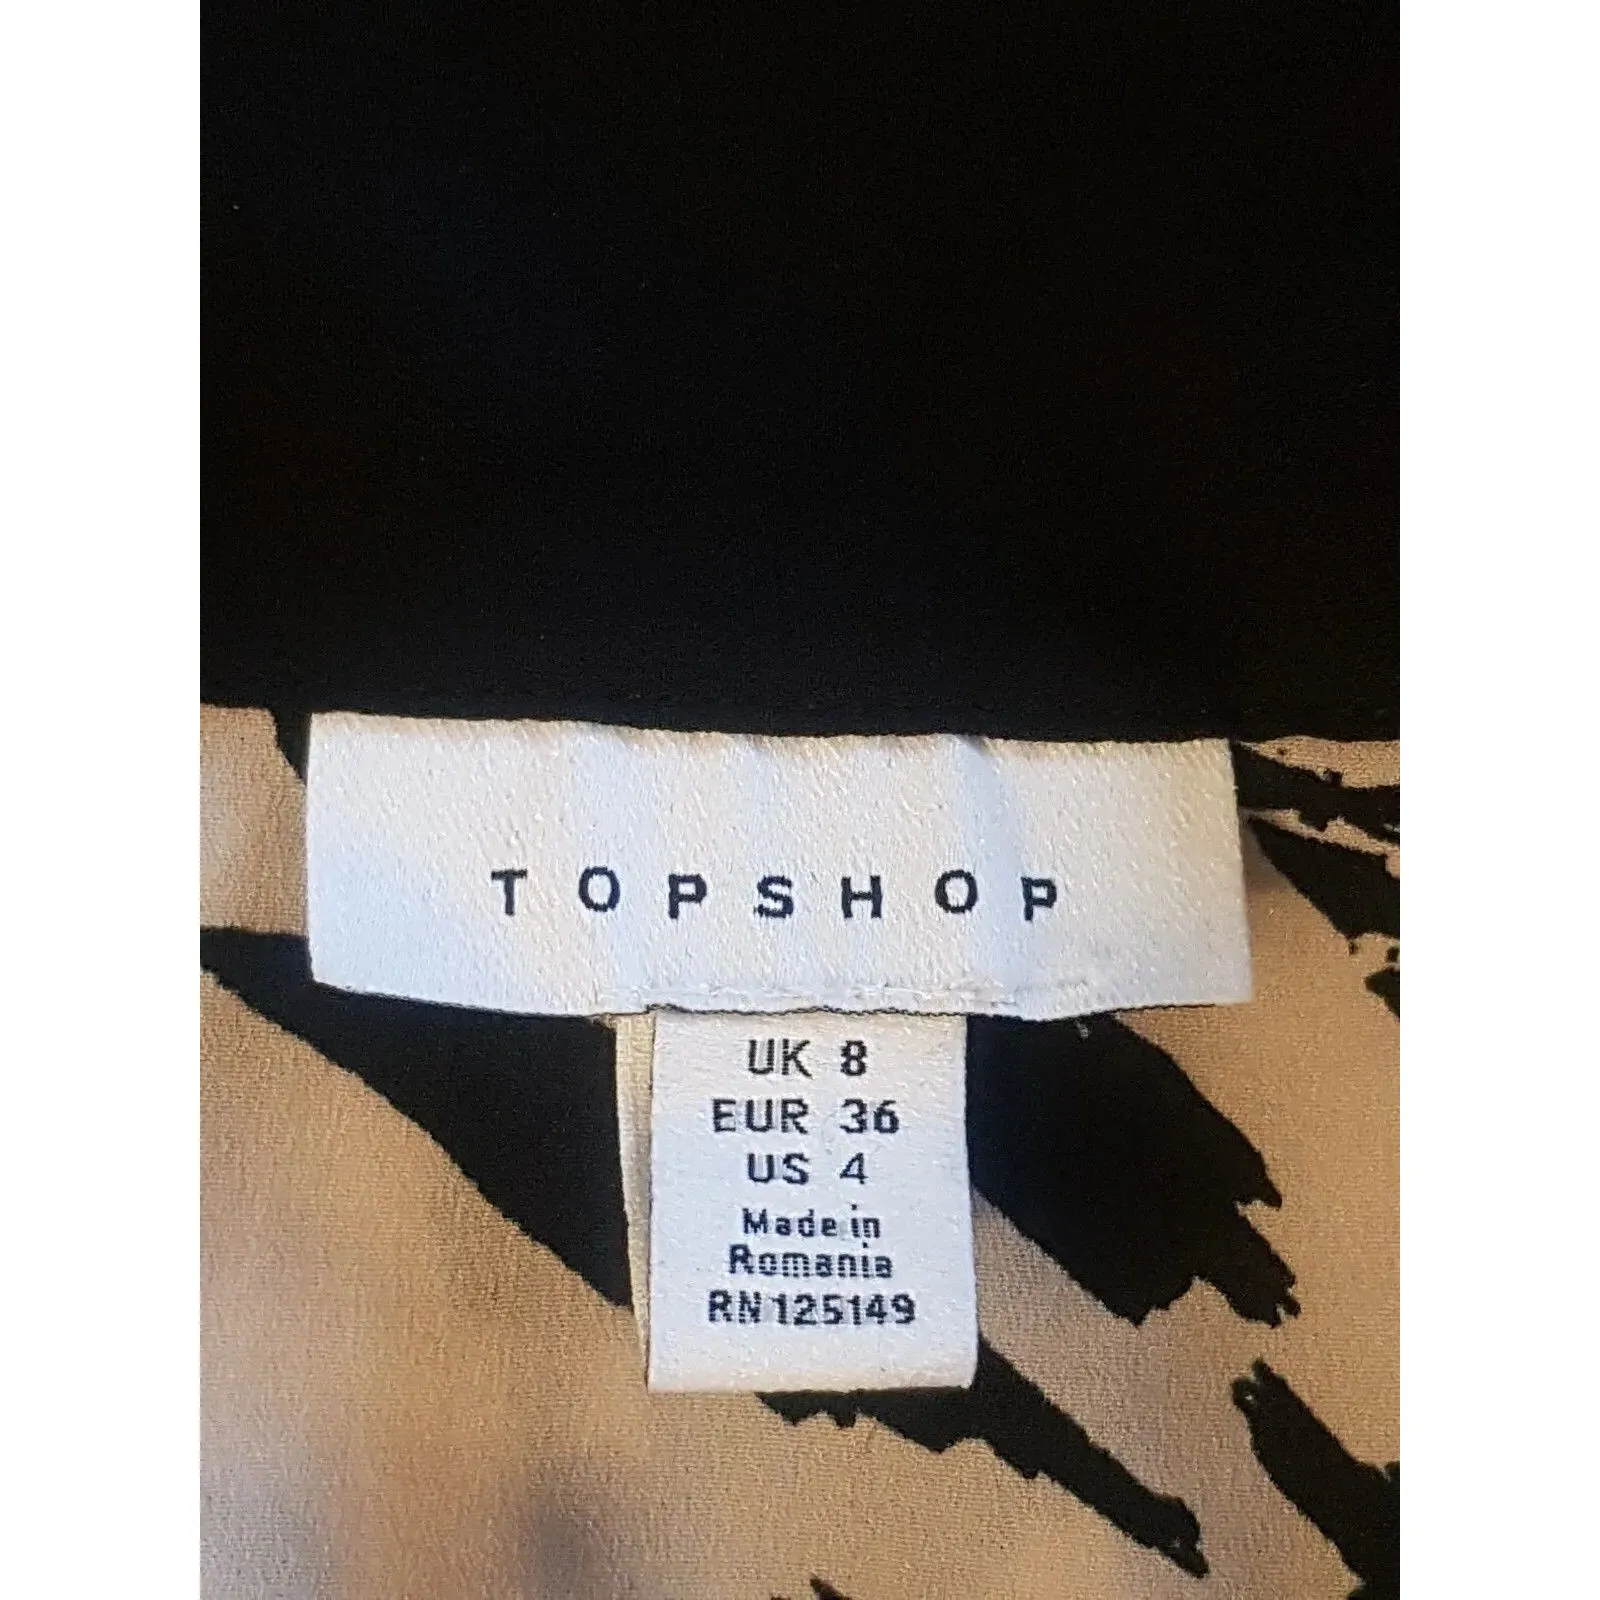 TOPSHOP
UK 8
EUR 36
US 4
Made in
Romania
RN125149